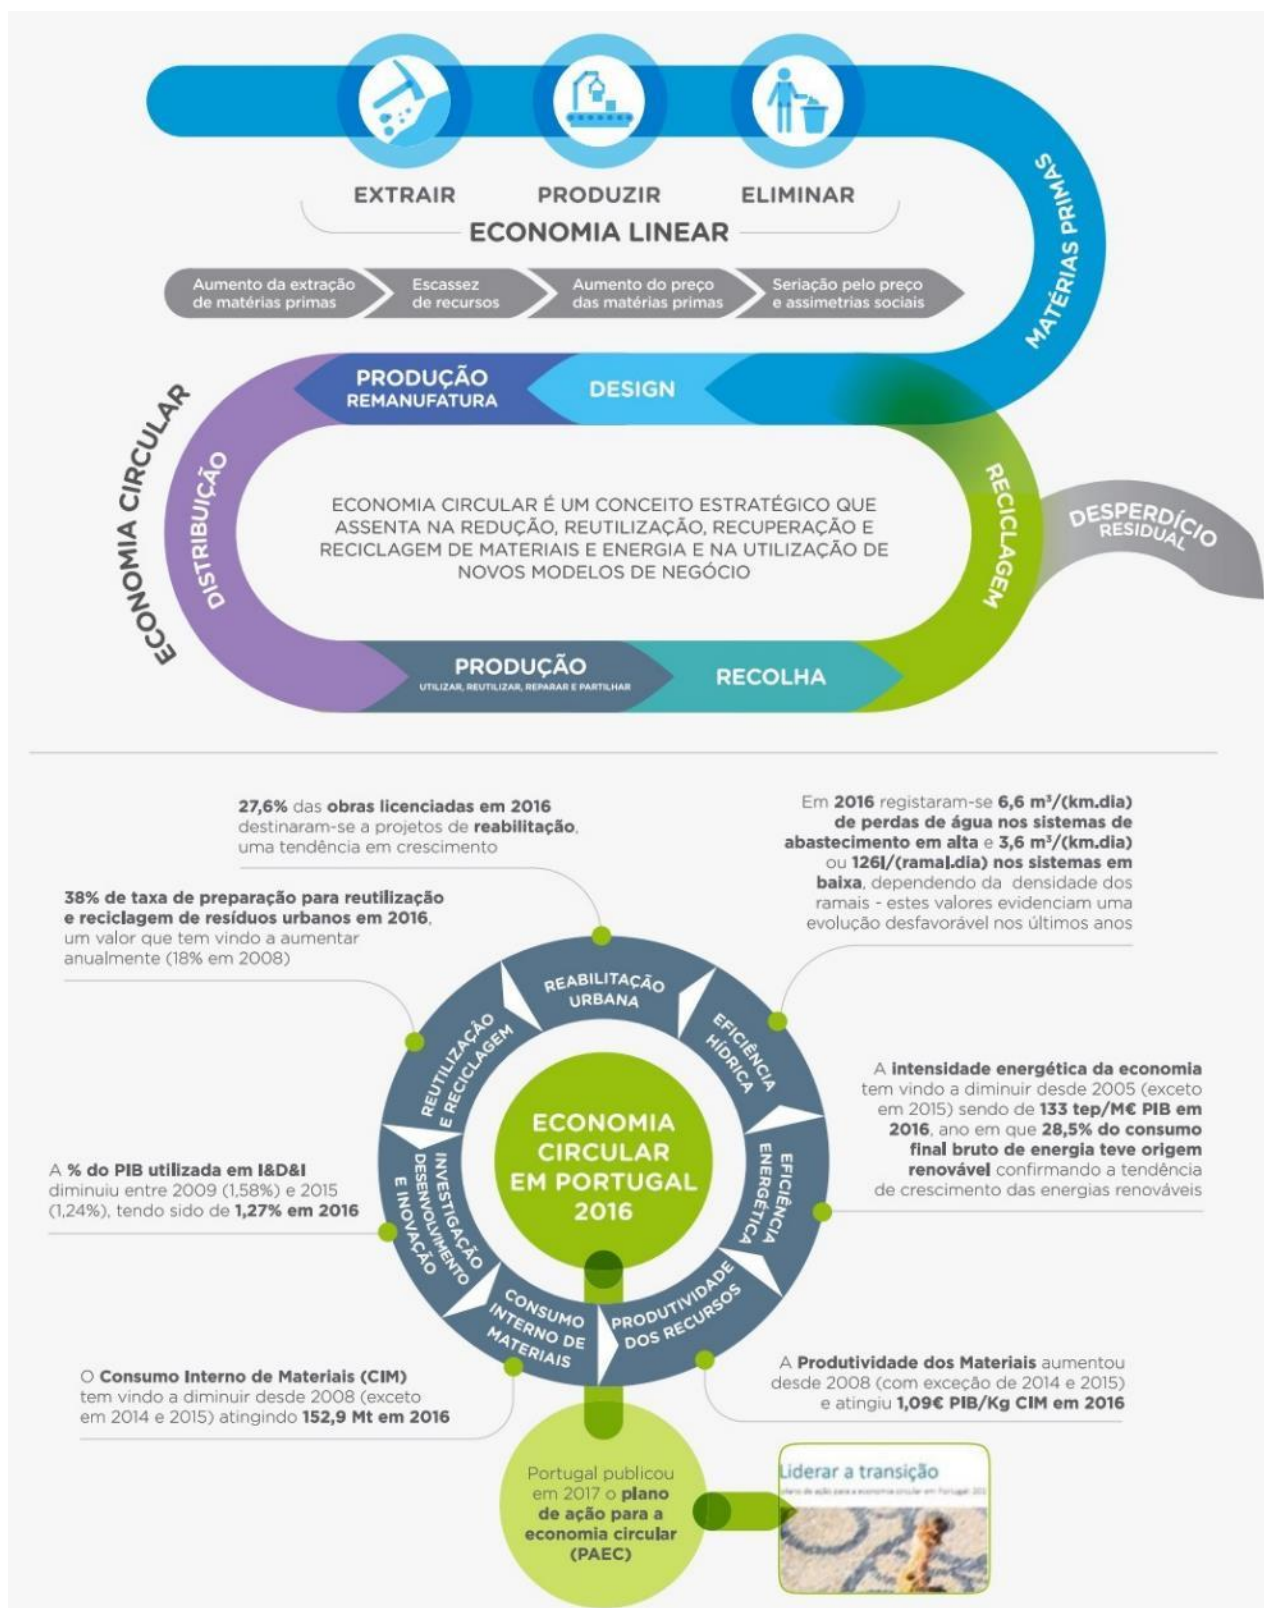 EXTRAIR
PRODUZIR
ELIMINAR
ECONOMIA LINEAR
MATÉRIAS PRIMAS
Aumento da extração
de matérias primas
Escassez
de recursos
Aumento do preço
das matérias primas
Seriação pelo preço
e assimetrias sociais
PRODUÇÃO
REMANUFATURA
DESIGN
ECONOMIA CIRCULAR
DISTRIBUIÇÃO
ECONOMIA CIRCULAR É UM CONCEITO ESTRATÉGICO QUE
ASSENTA NA REDUÇÃO, REUTILIZAÇÃO, RECUPERAÇÃO E
RECICLAGEM DE MATERIAIS E ENERGIA E NA UTILIZAÇÃO DE
NOVOS MODELOS DE NEGÓCIO
RECICLAGEM
DESPERDÍCIO
RESIDUAL
PRODUÇÃO
UTILIZAR, REUTILIZAR, REPARAR E PARTILHAR
RECOLHA
27,6% das obras licenciadas em 2016
destinaram-se a projetos de reabilitação,
uma tendência em crescimento
Em 2016 registaram-se 6,6 m³/(km.dia)
de perdas de água nos sistemas de
abastecimento em alta e 3,6 m³/(km.dia)
ou 126l/(ramal.dia) nos sistemas em
baixa, dependendo da densidade dos
ramais - estes valores evidenciam uma
evolução desfavorável nos últimos anos
38% de taxa de preparação para reutilização
e reciclagem de resíduos urbanos em 2016,
um valor que tem vindo a aumentar
anualmente (18% em 2008)
REABILITAÇÃO
URBANA
EFICIÊNCIA
HÍDRICA
REUTILIZAÇÃO
E RECICLAGEM
A intensidade energética da economia
tem vindo a diminuir desde 2005 (exceto
em 2015) sendo de 133 tep/M€ PIB em
2016, ano em que 28,5% do consumo
final bruto de energia teve origem
renovável confirmando a tendência
de crescimento das energias renováveis
ECONOMIA
CIRCULAR
EM PORTUGAL
2016
EFICIÊNCIA
ENERGÉTICA
A % do PIB utilizada em I&D&I
diminuiu entre 2009 (1,58%) e 2015
(1,24%), tendo sido de 1,27% em 2016
INVESTIGAÇÃO
DESENVOLVIMENTO
E INOVAÇÃO
CONSUMO
INTERNO DE
MATERIAIS
PRODUTIVIDADE
DOS RECURSOS
O Consumo Interno de Materiais (CIM)
tem vindo a diminuir desde 2008 (exceto
em 2014 e 2015) atingindo 152,9 Mt em 2016
A Produtividade dos Materiais aumentou
desde 2008 (com exceção de 2014 e 2015)
e atingiu 1,09€ PIB/Kg CIM em 2016
Portugal publicou
em 2017 o plano
de ação para a
economia circular
(PAEC)
Liderar a transição
plano de ação para a economia circular em Portugal: 201